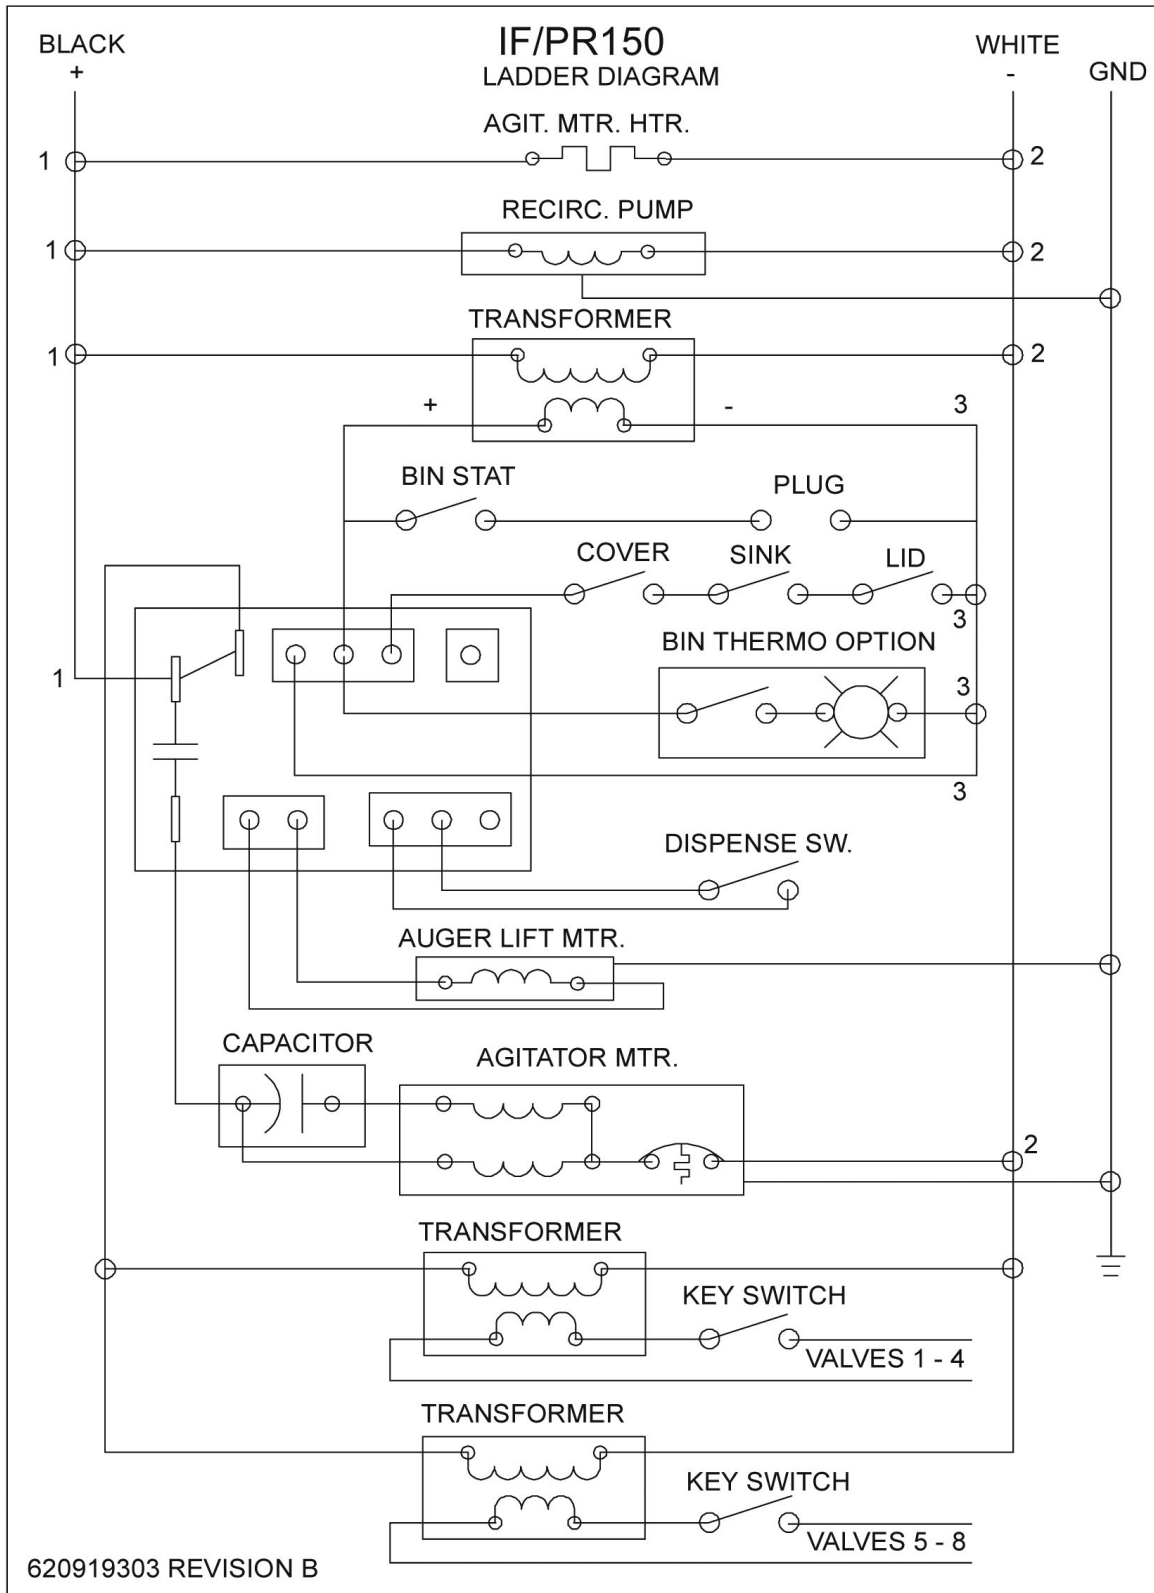 BLACK
+
IF/PR150
LADDER DIAGRAM
WHITE
-
GND
AGIT. MTR. HTR.
1
2
RECIRC. PUMP
1
2
TRANSFORMER
1
2
+
-
3
BIN STAT
PLUG
COVER
SINK
LID
3
BIN THERMO OPTION
1
3
3
DISPENSE SW.
AUGER LIFT MTR.
CAPACITOR
AGITATOR MTR.
2
TRANSFORMER
KEY SWITCH
VALVES 1 - 4
TRANSFORMER
KEY SWITCH
VALVES 5 - 8
620919303 REVISION B